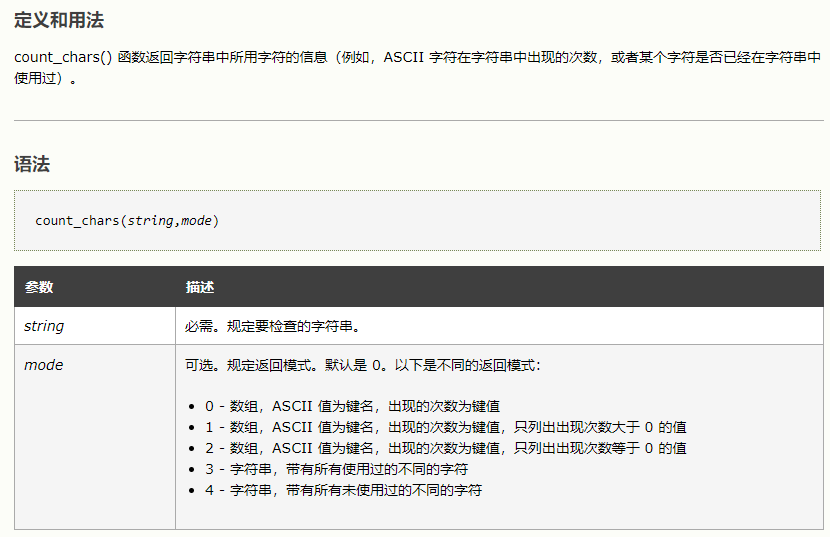 定义和用法
count_chars() 函数返回字符串中所用字符的信息（例如，ASCII 字符在字符串中出现的次数，或者某个字符是否已经在字符串中
使用过）。
语法
count_chars(string,mode)
参数 描述
string 必需。规定要检查的字符串。
mode 可选。规定返回模式。默认是 0。以下是不同的返回模式：
• 0 - 数组，ASCII 值为键名，出现的次数为键值
• 1 - 数组，ASCII 值为键名，出现的次数为键值，只列出出现次数大于 0 的值
• 2 - 数组，ASCII 值为键名，出现的次数为键值，只列出出现次数等于 0 的值
• 3 - 字符串，带有所有使用过的不同的字符
• 4 - 字符串，带有所有未使用过的不同的字符